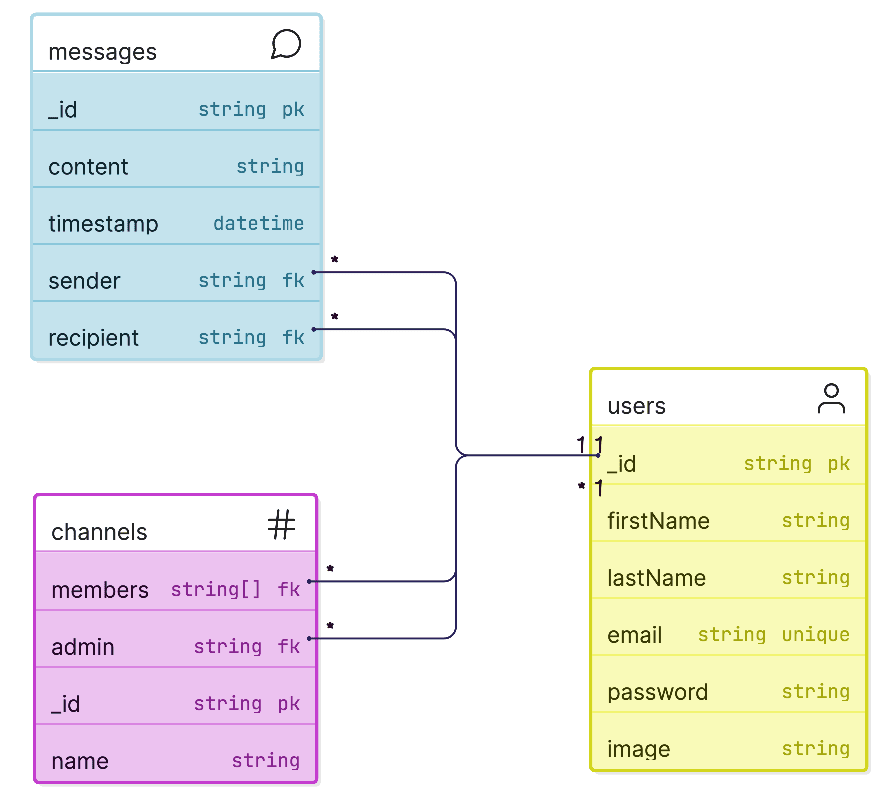 messages
_id string pk
content string
timestamp datetime
sender string fk *
recipient string fk *
users
1 1
_id string pk
* 1
firstName string
lastName string
email string unique
password string
image string
channels
members string[] fk *
admin string fk *
_id string pk
name string